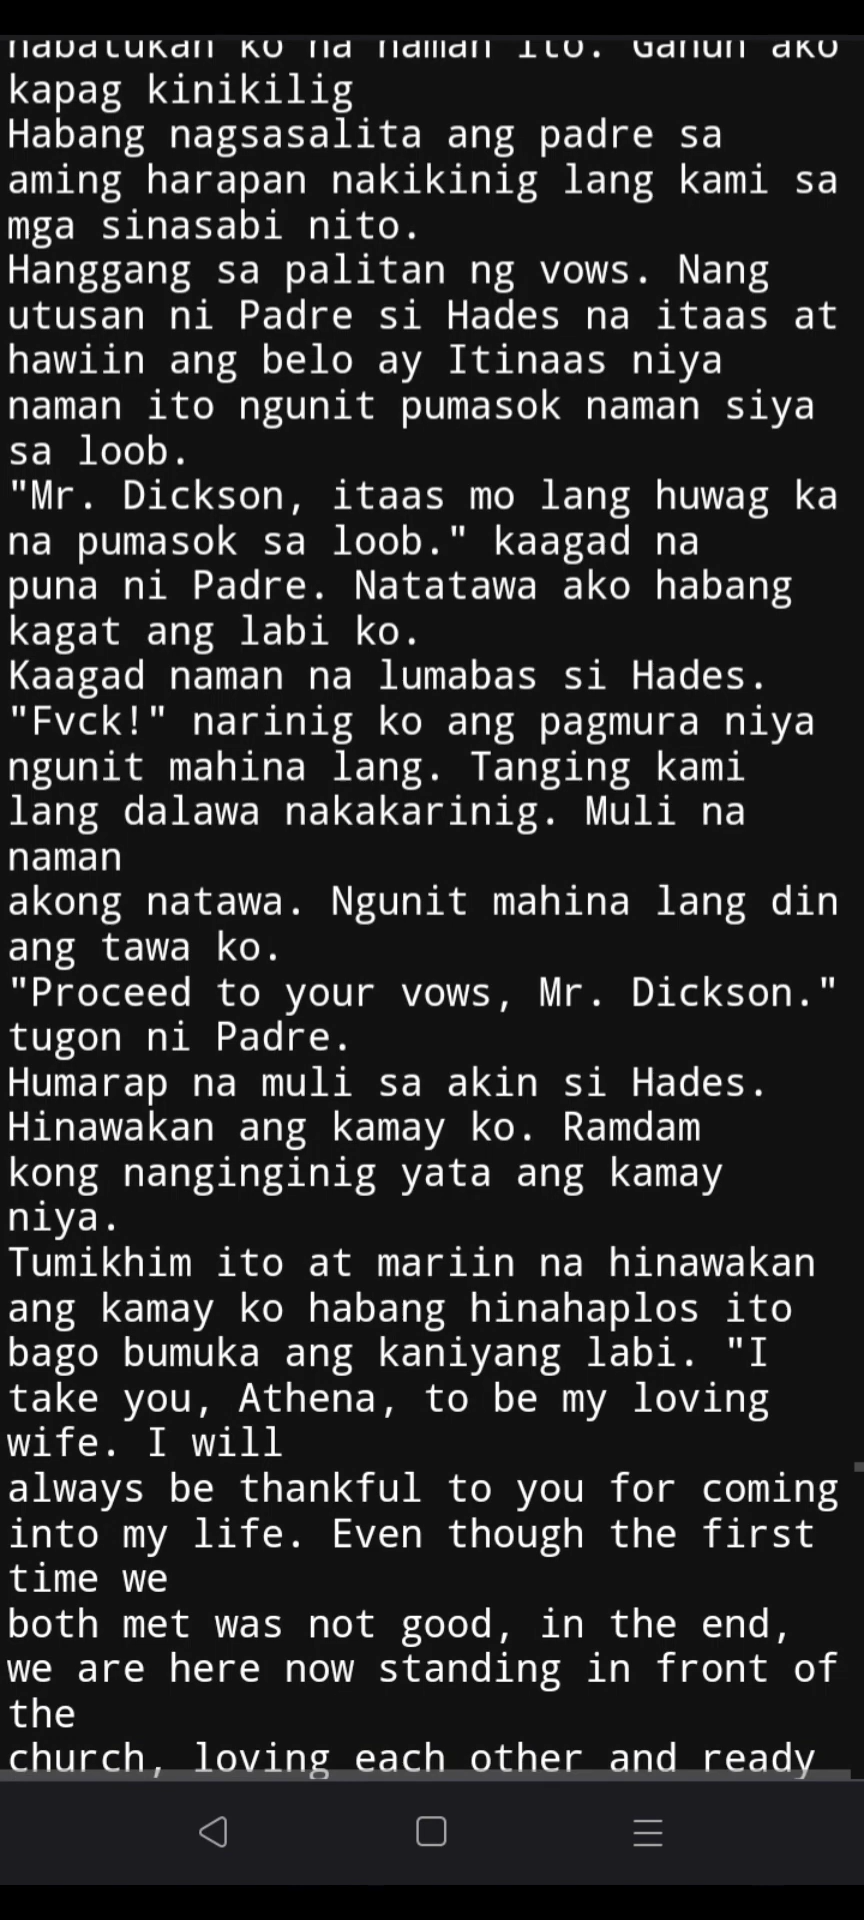 nabatukan ko na naman ito. Ganun ako
kapag kinikilig
Habang nagsasalita ang padre sa
aming harapan nakikinig lang kami sa
mga sinasabi nito.
Hanggang sa palitan ng vows. Nang
utusan ni Padre si Hades na itaas at
hawiin ang belo ay Itinaas niya
naman ito ngunit pumasok naman siya
sa loob.
"Mr. Dickson, itaas mo lang huwag ka
na pumasok sa loob." kaagad na
puna ni Padre. Natatawa ako habang
kagat ang labi ko.
Kaagad naman na lumabas si Hades.
"Fvck!" narinig ko ang pagmura niya
ngunit mahina lang. Tanging kami
lang dalawa nakakarinig. Muli na
naman
akong natawa. Ngunit mahina lang din
ang tawa ko.
"Proceed to your vows, Mr. Dickson."
tugon ni Padre.
Humarap na muli sa akin si Hades.
Hinawakan ang kamay ko. Ramdam
kong nanginginig yata ang kamay
niya.
Tumikhim ito at mariin na hinawakan
ang kamay ko habang hinahaplos ito
bago bumuka ang kaniyang labi. "I
take you, Athena, to be my loving
wife. I will
always be thankful to you for coming
into my life. Even though the first
time we
both met was not good, in the end,
we are here now standing in front of
the
church, loving each other and ready